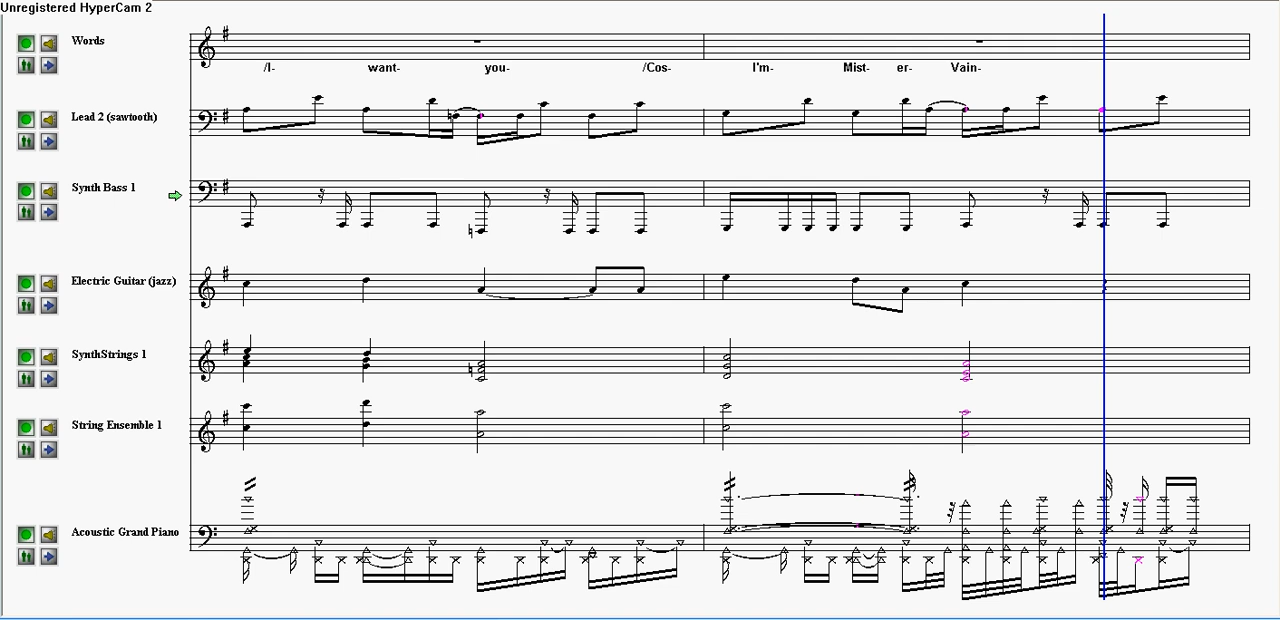 Unregistered HyperCam 2
Words
/I- want- you- /Cos- I'm- Mist- er- Vain-
Lead 2 (sawtooth)
Synth Bass 1
Electric Guitar (jazz)
SynthStrings 1
String Ensemble 1
Acoustic Grand Piano